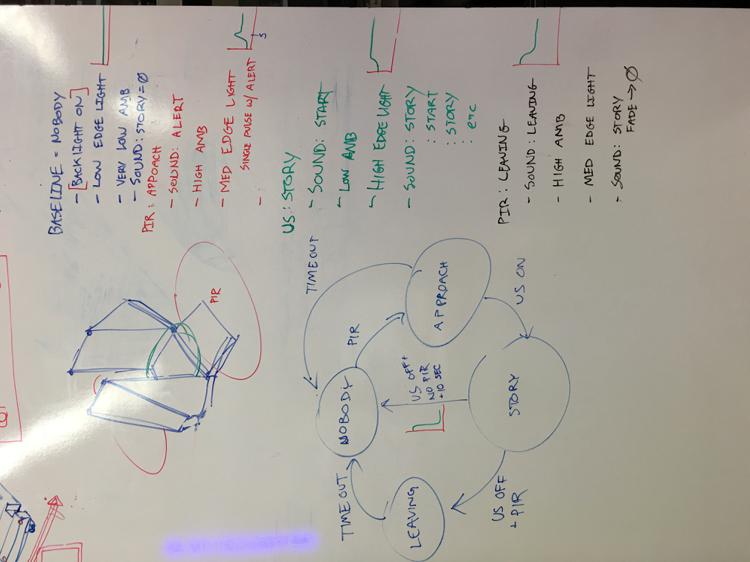 BASELINE = NOBODY
- [BACKLIGHT ON]
- LOW EDGE LIGHT
- VERY LOW AMB
- SOUND: STORY = Ø
PIR: APPROACH
- SOUND: ALERT
- HIGH AMB
- MED EDGE LIGHT
SINGLE PULSE W/ ALERT
-
US: STORY
- SOUND: START
- LOW AMB
- HIGH EDGE LIGHT
- SOUND: STORY
: START
: STORY
: etc
PIR: LEAVING
- SOUND: LEAVING
- HIGH AMB
- MED EDGE LIGHT
- SOUND: STORY
FADE → Ø
PIR
TIMEOUT
APPROACH
PIR
US ON
NOBODY
US OFF +
NO PIR
+10 SEC
STORY
TIMEOUT
LEAVING
US OFF
+ PIR